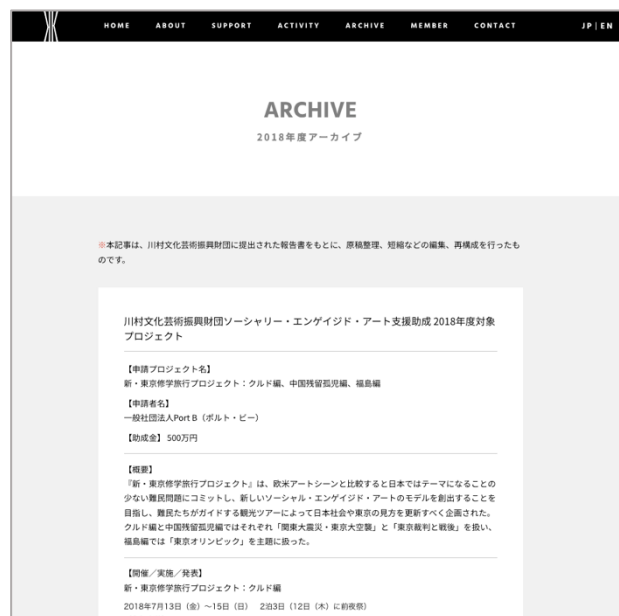 HOME ABOUT SUPPORT ACTIVITY ARCHIVE MEMBER CONTACT JP | EN
ARCHIVE
2018年度アーカイブ
※本記事は、川村文化芸術振興財団に提出された報告書をもとに、原稿整理、短縮などの編集、再構成を行ったも
のです。
川村文化芸術振興財団ソーシャリー・エンゲイジド・アート支援助成 2018年度対象
プロジェクト
【申請プロジェクト名】
新・東京修学旅行プロジェクト：クルド編、中国残留孤児編、福島編
【申請者名】
一般社団法人Port B（ポルト・ビー）
【助成金】 500万円
【概要】
『新・東京修学旅行プロジェクト』は、欧米アートシーンと比較すると日本ではテーマになることの
少ない難民問題にコミットし、新しいソーシャル・エンゲイジド・アートのモデルを創出することを
目指し、難民たちがガイドする観光ツアーによって日本社会や東京の見方を更新すべく企画された。
クルド編と中国残留孤児編ではそれぞれ「関東大震災・東京大空襲」と「東京裁判と戦後」を扱い、
福島編では「東京オリンピック」を主題に扱った。
【開催／実施／発表】
新・東京修学旅行プロジェクト：クルド編
2018年7月13日（金）～15日（日） 2泊3日（12日（木）に前夜祭）